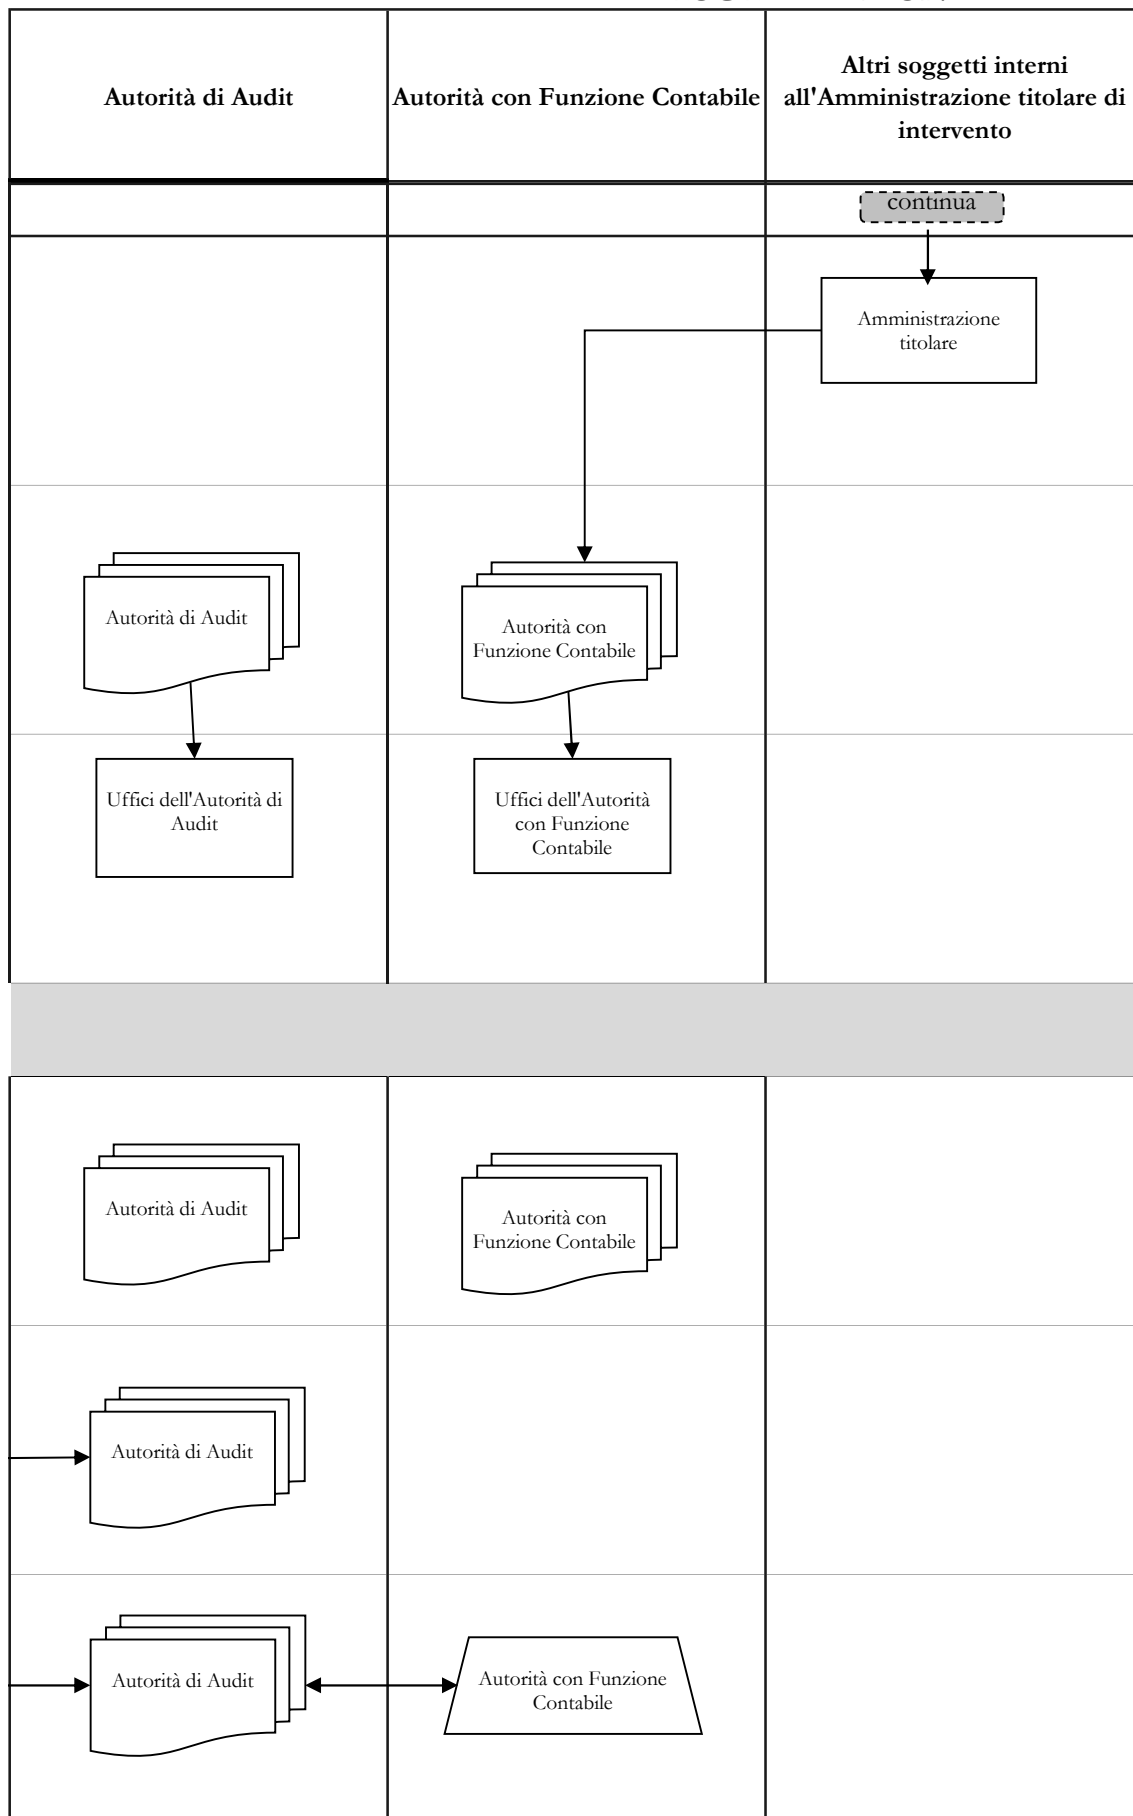 Autorità di Audit
Autorità con Funzione Contabile
Altri soggetti interni
all'Amministrazione titolare di
intervento
continua
Amministrazione
titolare
Autorità di Audit
Autorità con
Funzione Contabile
Uffici dell'Autorità di
Audit
Uffici dell'Autorità
con Funzione
Contabile
Autorità di Audit
Autorità con
Funzione Contabile
Autorità di Audit
Autorità di Audit
Autorità con Funzione
Contabile